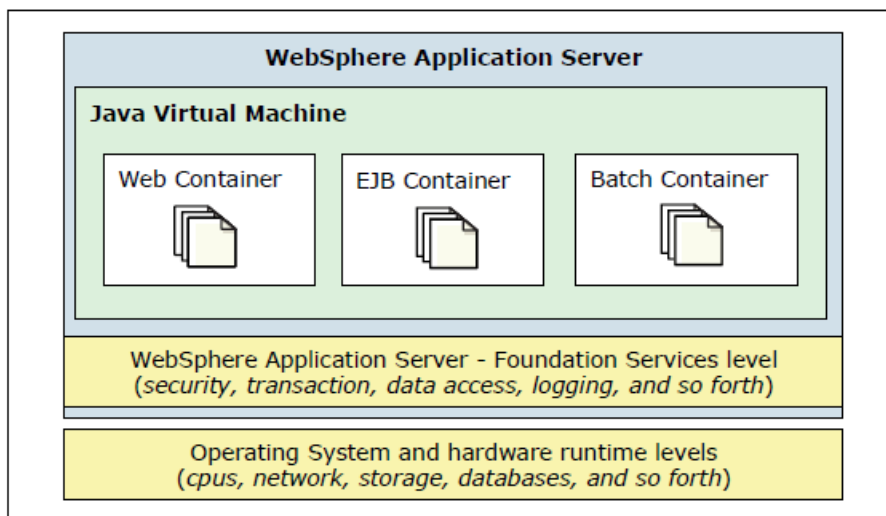 WebSphere Application Server
Java Virtual Machine
Web Container
EJB Container
Batch Container
WebSphere Application Server - Foundation Services level
(security, transaction, data access, logging, and so forth)
Operating System and hardware runtime levels
(cpus, network, storage, databases, and so forth)